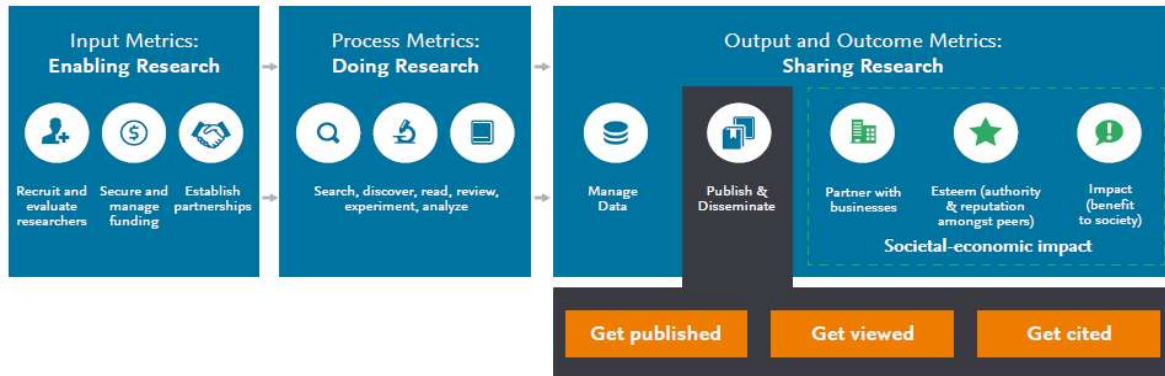 Input Metrics:
Enabling Research
Recruit and
evaluate
researchers
Secure and
manage
funding
Establish
partnerships
Process Metrics:
Doing Research
Search, discover, read, review,
experiment, analyze
Output and Outcome Metrics:
Sharing Research
Manage
Data
Publish &
Disseminate
Partner with
businesses
Esteem (authority
& reputation
amongst peers)
Impact
(benefit
to society)
Societal-economic impact
Get published
Get viewed
Get cited